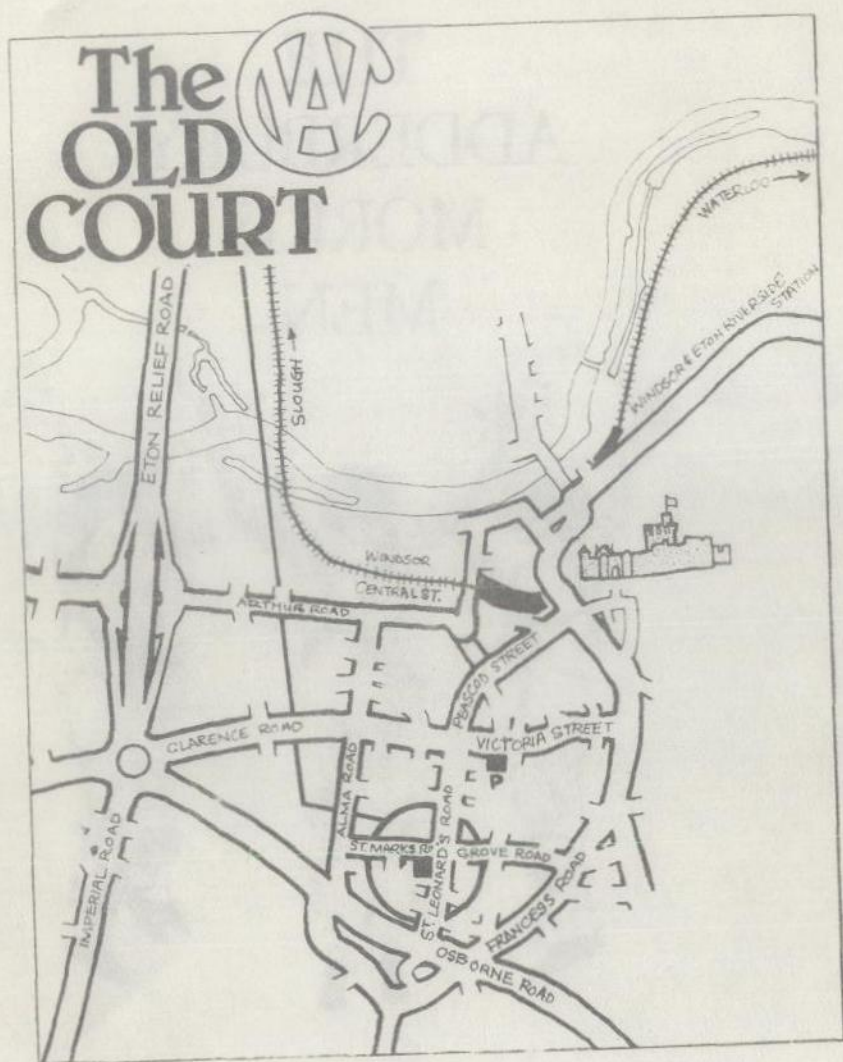 The
OLD
COURT
WAC
ETON RELIEF ROAD
SLOUGH →
WATERLOO →
WINDSOR & ETON RIVERSIDE
STATION
WINDSOR
CENTRAL ST.
ARTHUR ROAD
PEASCOD STREET
CLARENCE ROAD
VICTORIA STREET
P
ALMA ROAD
ST. LEONARD'S ROAD
ST. MARKS RD
GROVE ROAD
IMPERIAL ROAD
FRANCES ROAD
OSBORNE ROAD